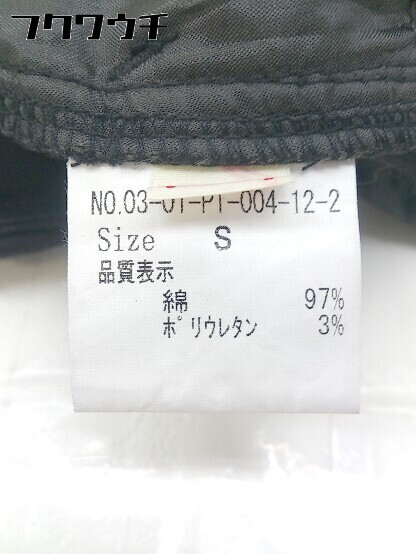 フクワウチ
NO.03-01-PT-004-12-2
Size S
品質表示
綿 97%
ポリウレタン 3%